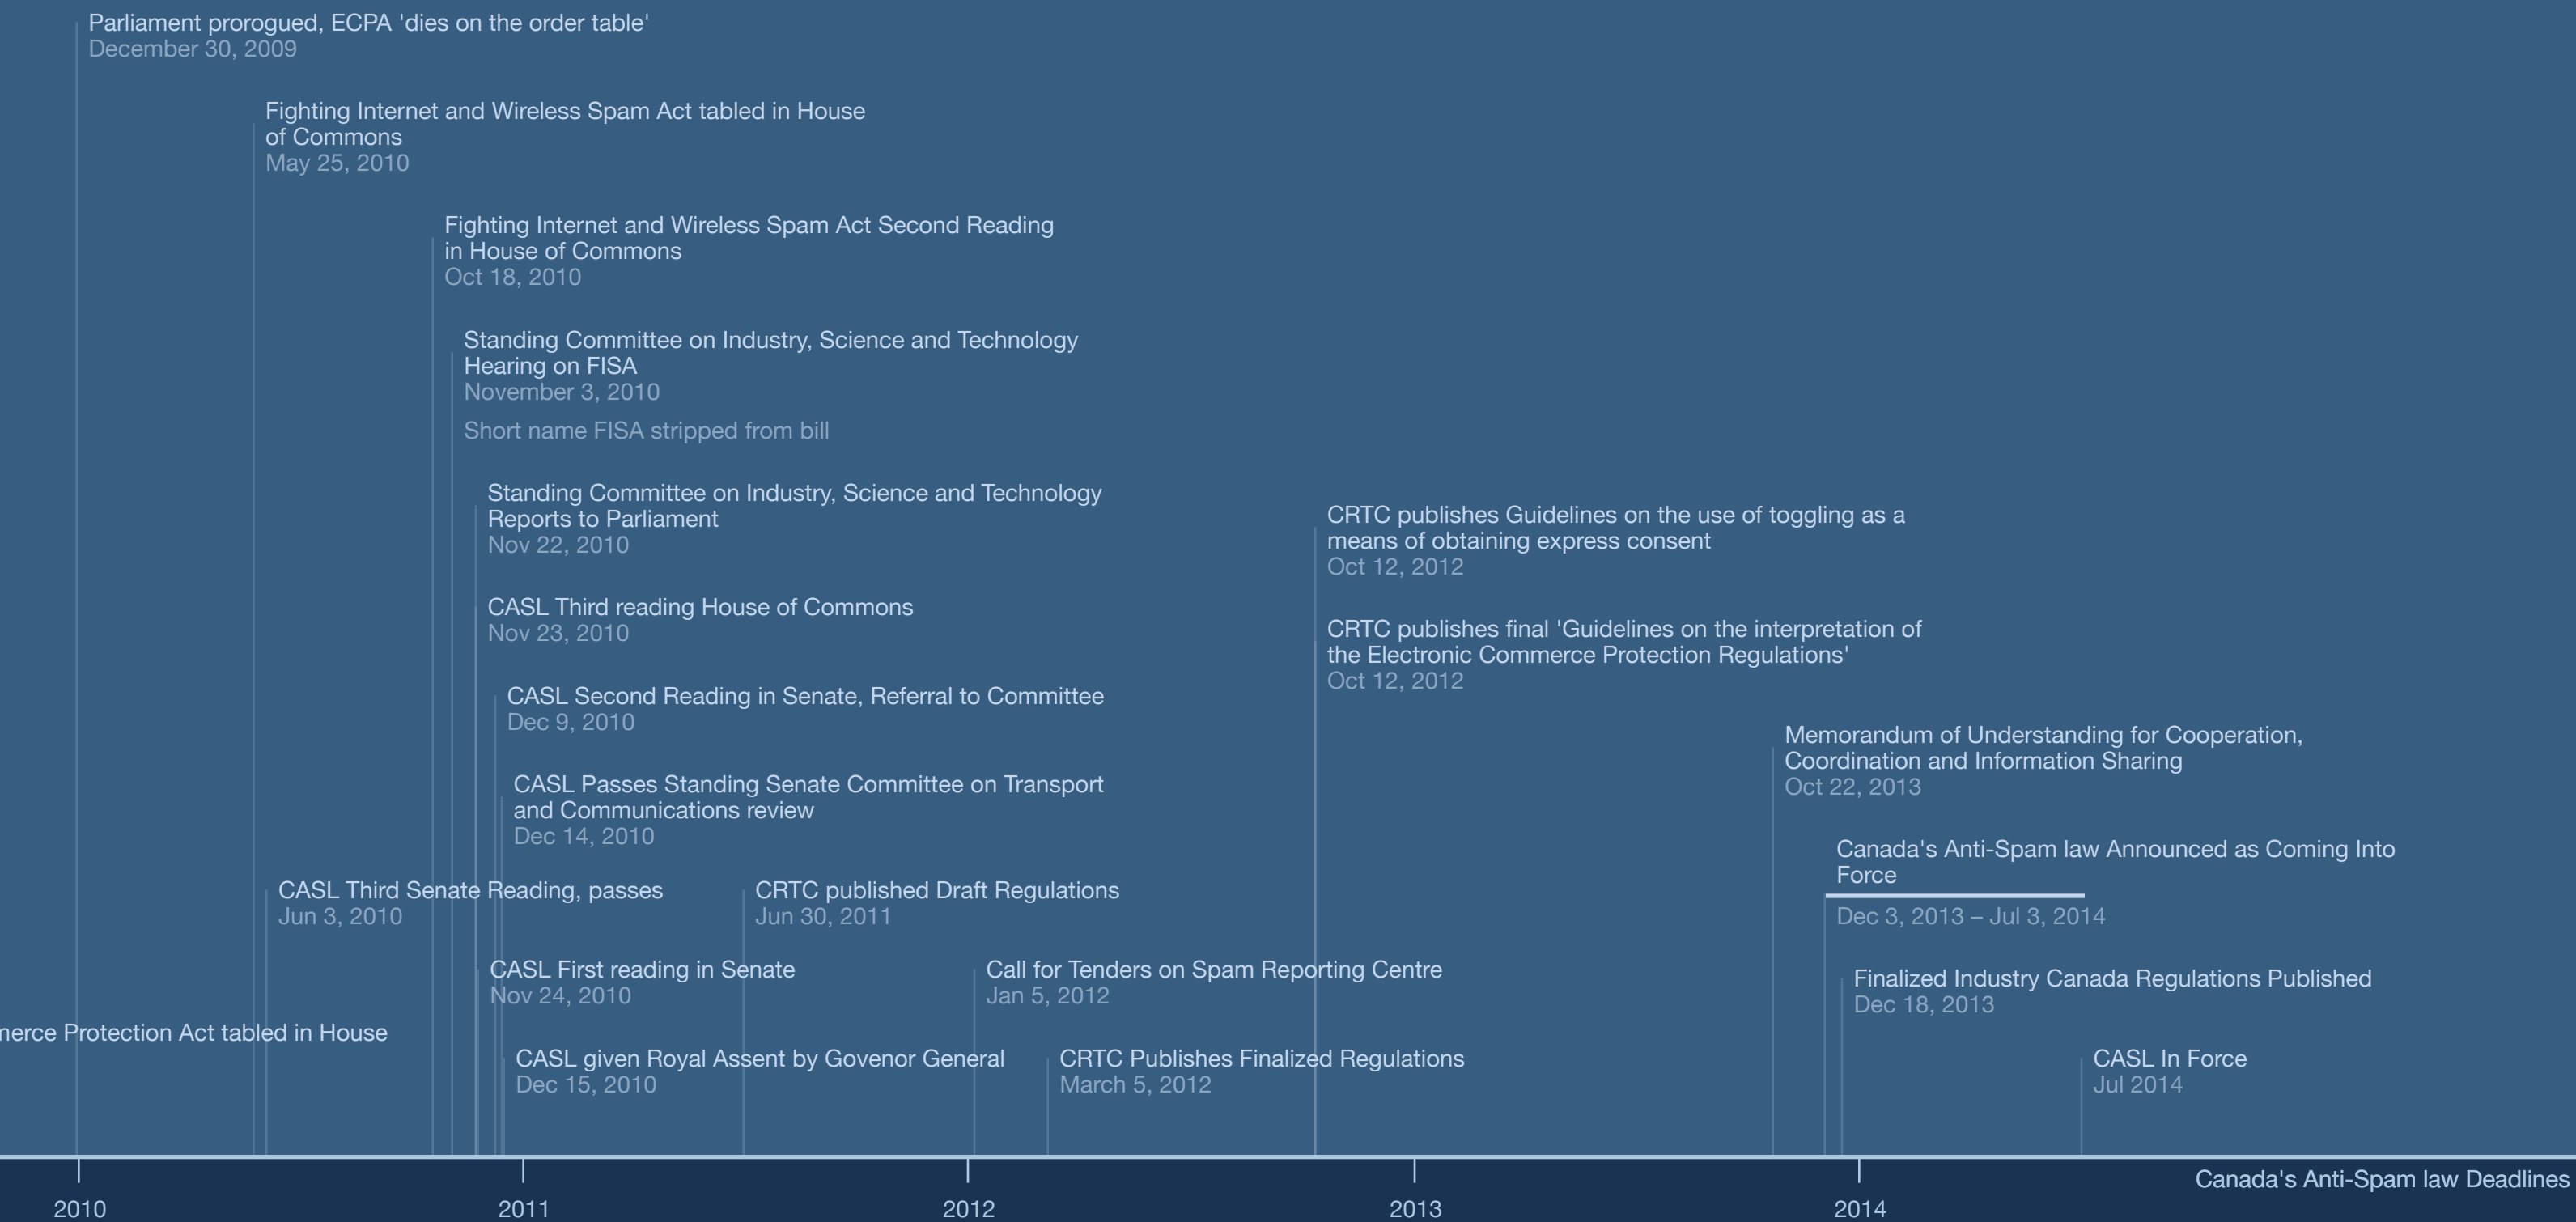 Parliament prorogued, ECPA 'dies on the order table'
December 30, 2009
Fighting Internet and Wireless Spam Act tabled in House
of Commons
May 25, 2010
Fighting Internet and Wireless Spam Act Second Reading
in House of Commons
Oct 18, 2010
Standing Committee on Industry, Science and Technology
Hearing on FISA
November 3, 2010
Short name FISA stripped from bill
Standing Committee on Industry, Science and Technology
Reports to Parliament
Nov 22, 2010
CRTC publishes Guidelines on the use of toggling as a
means of obtaining express consent
Oct 12, 2012
CASL Third reading House of Commons
Nov 23, 2010
CRTC publishes final 'Guidelines on the interpretation of
the Electronic Commerce Protection Regulations'
Oct 12, 2012
CASL Second Reading in Senate, Referral to Committee
Dec 9, 2010
Memorandum of Understanding for Cooperation,
Coordination and Information Sharing
Oct 22, 2013
CASL Passes Standing Senate Committee on Transport
and Communications review
Dec 14, 2010
Canada's Anti-Spam law Announced as Coming Into
Force
Dec 3, 2013 – Jul 3, 2014
CASL Third Senate Reading, passes
Jun 3, 2010
CRTC published Draft Regulations
Jun 30, 2011
CASL First reading in Senate
Nov 24, 2010
Call for Tenders on Spam Reporting Centre
Jan 5, 2012
Finalized Industry Canada Regulations Published
Dec 18, 2013
merce Protection Act tabled in House
CASL given Royal Assent by Govenor General
Dec 15, 2010
CRTC Publishes Finalized Regulations
March 5, 2012
CASL In Force
Jul 2014
Canada's Anti-Spam law Deadlines
2010
2011
2012
2013
2014